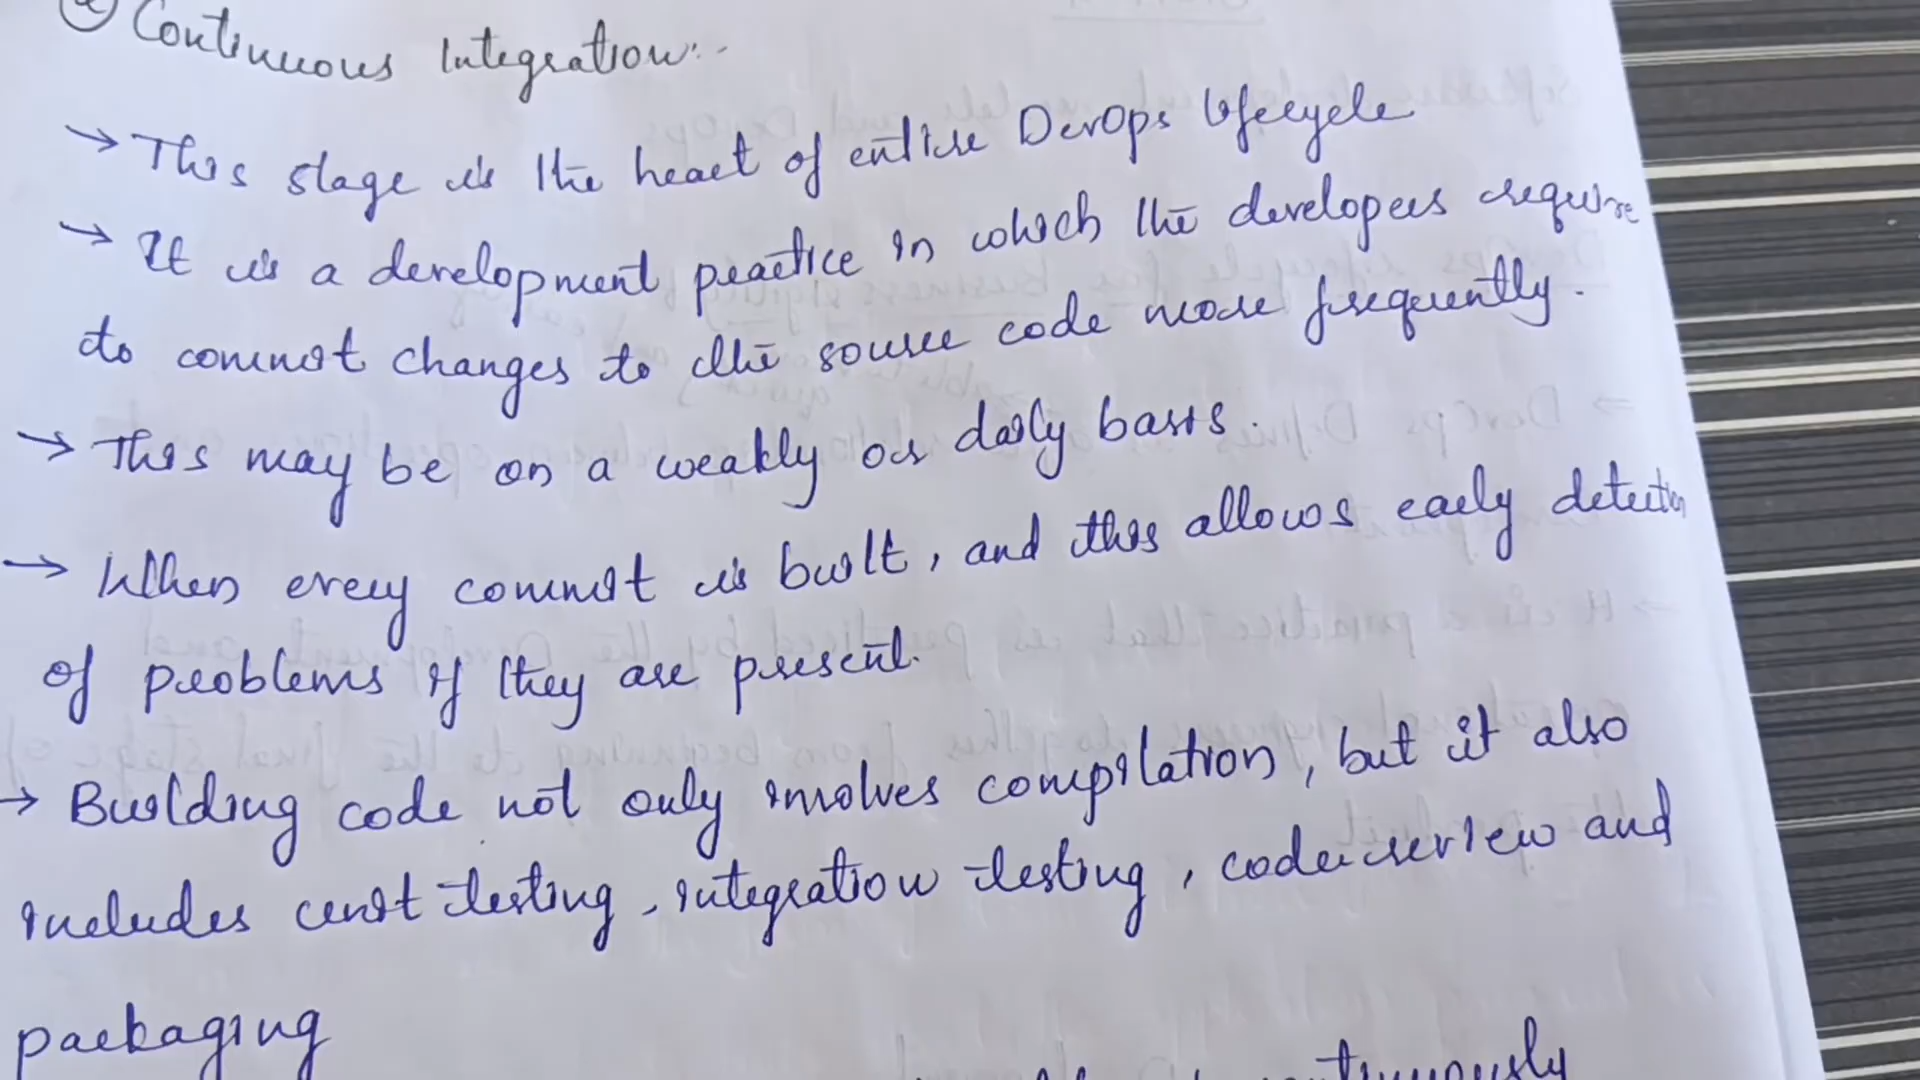 ② Continuous Integration:-
→ This stage is the heart of entire DevOps lifecycle
→ It is a development practice in which the developers require
to commit changes to the source code more frequently.
→ This may be on a weakly or daily basis.
→ When every commit is built, and this allows early detection
of problems if they are present.
→ Building code not only involves compilation, but it also
includes unit testing, integration testing, code review and
packaging
continuously